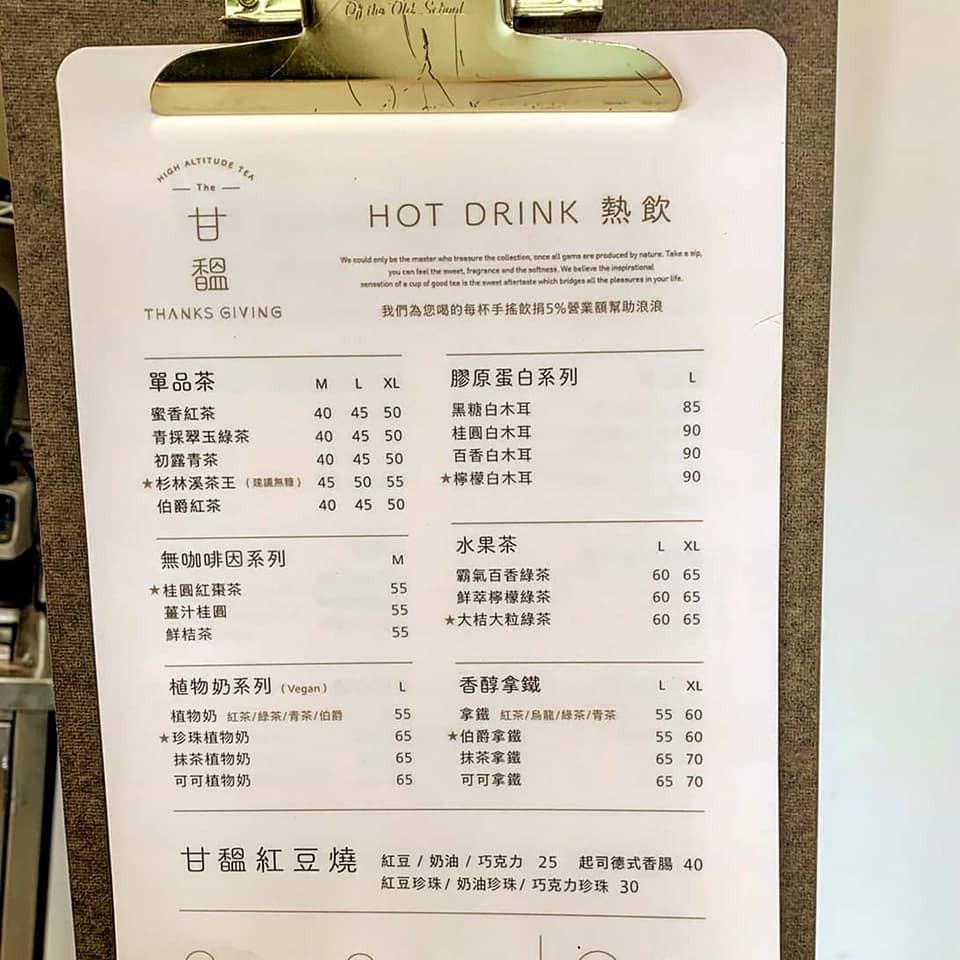 Of the Old School
HIGH ALTITUDE TEA
The
甘
醞
THANKS GIVING
HOT DRINK 熱飲
We could only be the master who treasure the collection, once all gams are produced by nature. Take a sip,
you can feel the sweet, fragrance and the softness. We believe the inspirational
sensation of a cup of good tea is the sweet aftertaste which bridges all the pleasures in your life.
我們為您喝的每杯手搖飲捐5%營業額幫助浪浪
單品茶 M L XL
蜜香紅茶 40 45 50
青採翠玉綠茶 40 45 50
初露青茶 40 45 50
★杉林溪茶王 (建議無糖) 45 50 55
伯爵紅茶 40 45 50
無咖啡因系列 M
★桂圓紅棗茶 55
薑汁桂圓 55
鮮桔茶 55
植物奶系列 (Vegan) L
植物奶 紅茶/綠茶/青茶/伯爵 55
★珍珠植物奶 65
抹茶植物奶 65
可可植物奶 65
膠原蛋白系列 L
黑糖白木耳 85
桂圓白木耳 90
百香白木耳 90
★檸檬白木耳 90
水果茶 L XL
霸氣百香綠茶 60 65
鮮萃檸檬綠茶 60 65
★大桔大粒綠茶 60 65
香醇拿鐵 L XL
拿鐵 紅茶/烏龍/綠茶/青茶 55 60
★伯爵拿鐵 55 60
抹茶拿鐵 65 70
可可拿鐵 65 70
甘醞紅豆燒
紅豆 / 奶油 / 巧克力 25 起司德式香腸 40
紅豆珍珠/ 奶油珍珠/ 巧克力珍珠 30